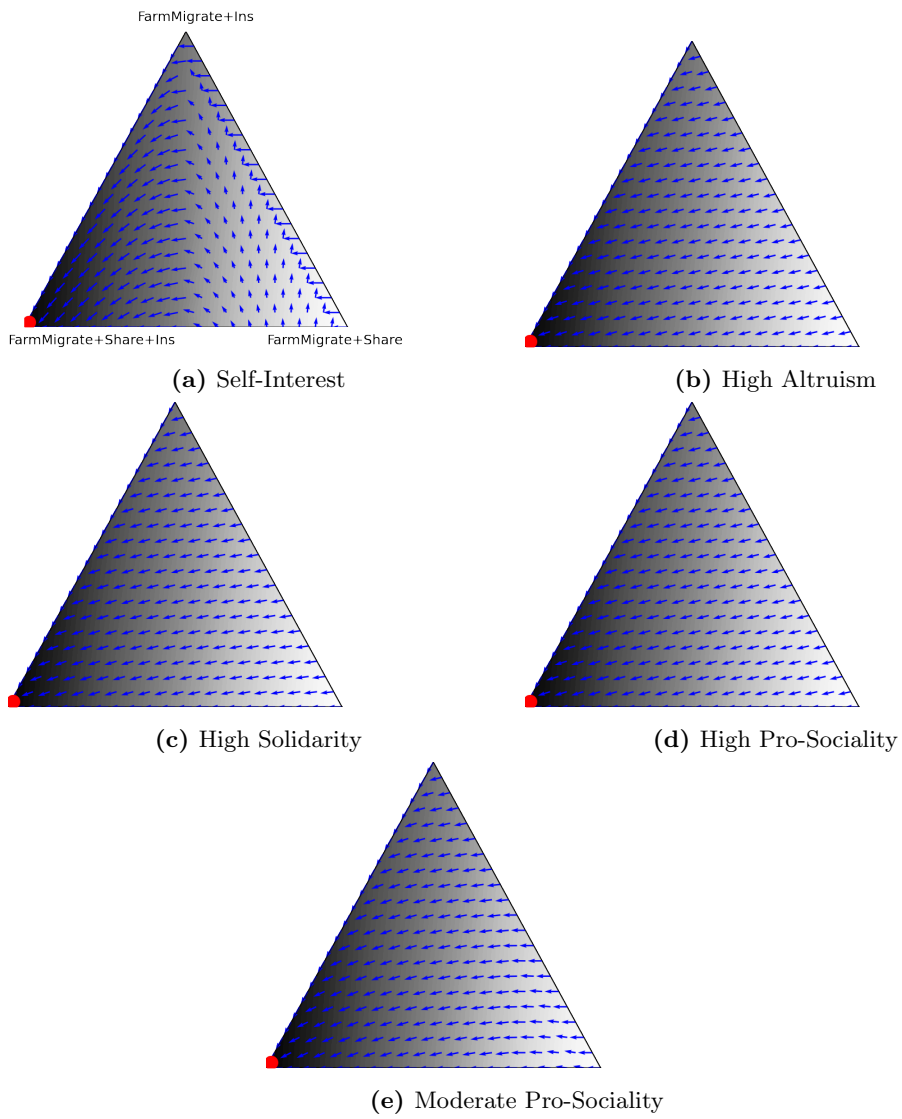 FarmMigrate+Ins
FarmMigrate+Share+Ins
FarmMigrate+Share
(a) Self-Interest
(b) High Altruism
(c) High Solidarity
(d) High Pro-Sociality
(e) Moderate Pro-Sociality